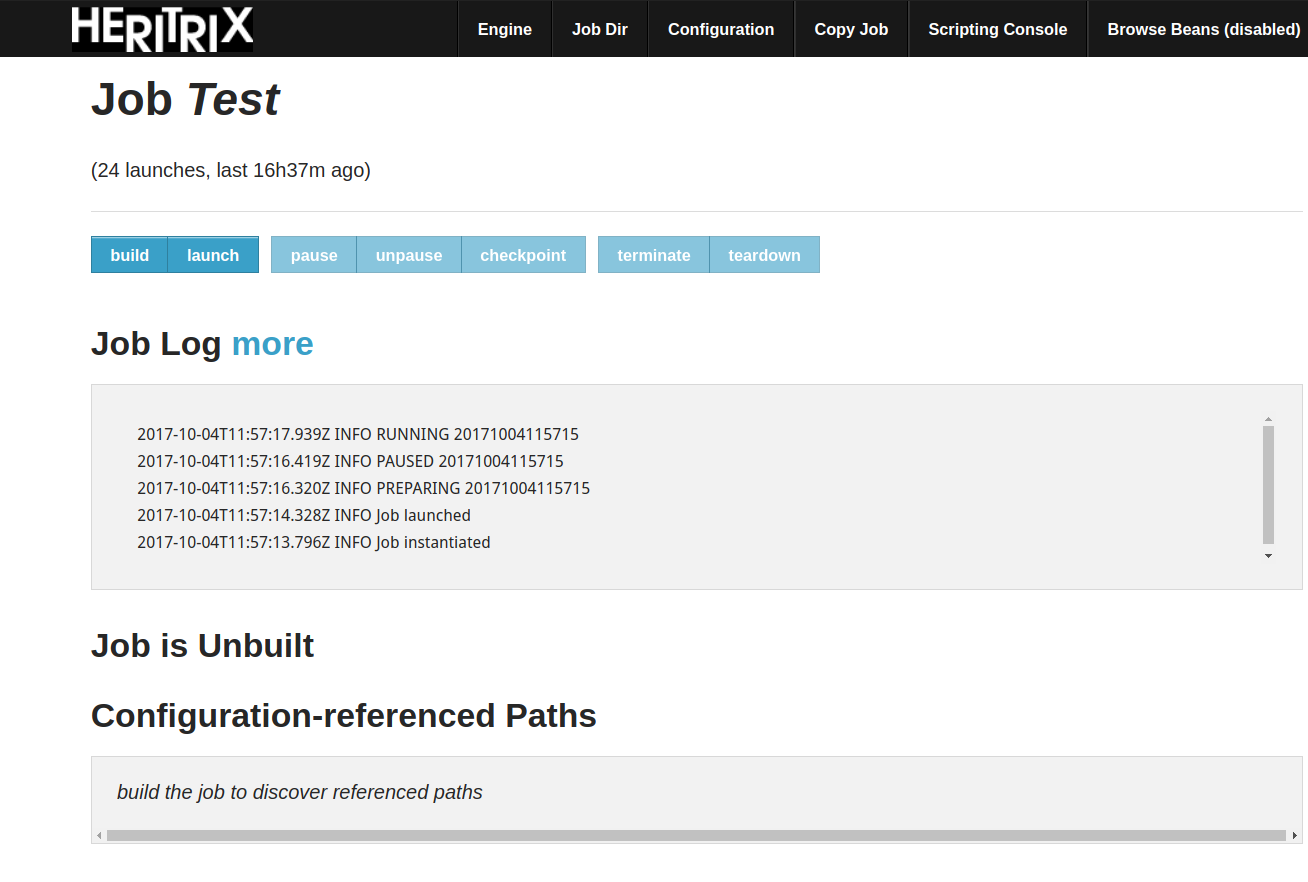 HERITRIX Engine Job Dir Configuration Copy Job Scripting Console Browse Beans (disabled)
Job Test
(24 launches, last 16h37m ago)
build launch pause unpause checkpoint terminate teardown
Job Log more
2017-10-04T11:57:17.939Z INFO RUNNING 20171004115715
2017-10-04T11:57:16.419Z INFO PAUSED 20171004115715
2017-10-04T11:57:16.320Z INFO PREPARING 20171004115715
2017-10-04T11:57:14.328Z INFO Job launched
2017-10-04T11:57:13.796Z INFO Job instantiated
Job is Unbuilt
Configuration-referenced Paths
build the job to discover referenced paths